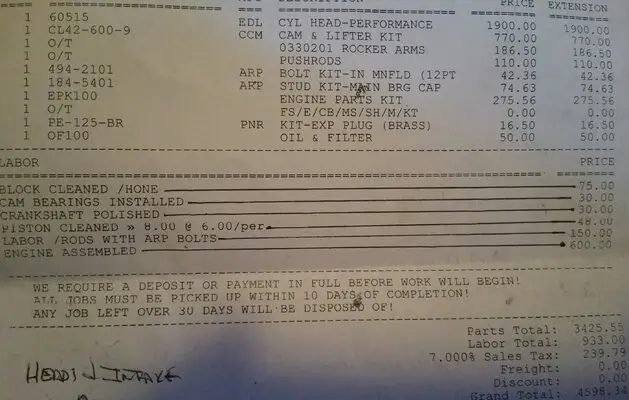 PRICE EXTENSION
1 60515 EDL CYL HEAD-PERFORMANCE 1900.00 1900.00
1 CL42-600-9 CCM CAM & LIFTER KIT 770.00 770.00
1 O/T 0330201 ROCKER ARMS 186.50 186.50
1 O/T PUSHRODS 110.00 110.00
1 494-2101 ARP BOLT KIT-IN MNFLD (12PT 42.36 42.36
1 184-5401 ARP STUD KIT-MAIN BRG CAP 74.63 74.63
1 EPK100 ENGINE PARTS KIT 275.56 275.56
1 O/T FS/E/CB/MS/SH/M/KT 0.00 0.00
1 PE-125-BR PNR KIT-EXP PLUG (BRASS) 16.50 16.50
1 OF100 OIL & FILTER 50.00 50.00
LABOR PRICE
BLOCK CLEANED /HONE 75.00
CAM BEARINGS INSTALLED 30.00
CRANKSHAFT POLISHED 30.00
PISTON CLEANED » 8.00 @ 6.00/per 48.00
LABOR /RODS WITH ARP BOLTS 150.00
ENGINE ASSEMBLED 600.00
WE REQUIRE A DEPOSIT OR PAYMENT IN FULL BEFORE WORK WILL BEGIN!
ALL JOBS MUST BE PICKED UP WITHIN 10 DAYS OF COMPLETION!
ANY JOB LEFT OVER 30 DAYS WILL BE DISPOSED OF!
Parts Total: 3425.55
Labor Total: 933.00
7.000% Sales Tax: 239.79
Freight: 0.00
Discount: 0.00
Grand Total: 4598.34
HEADS INTAKE